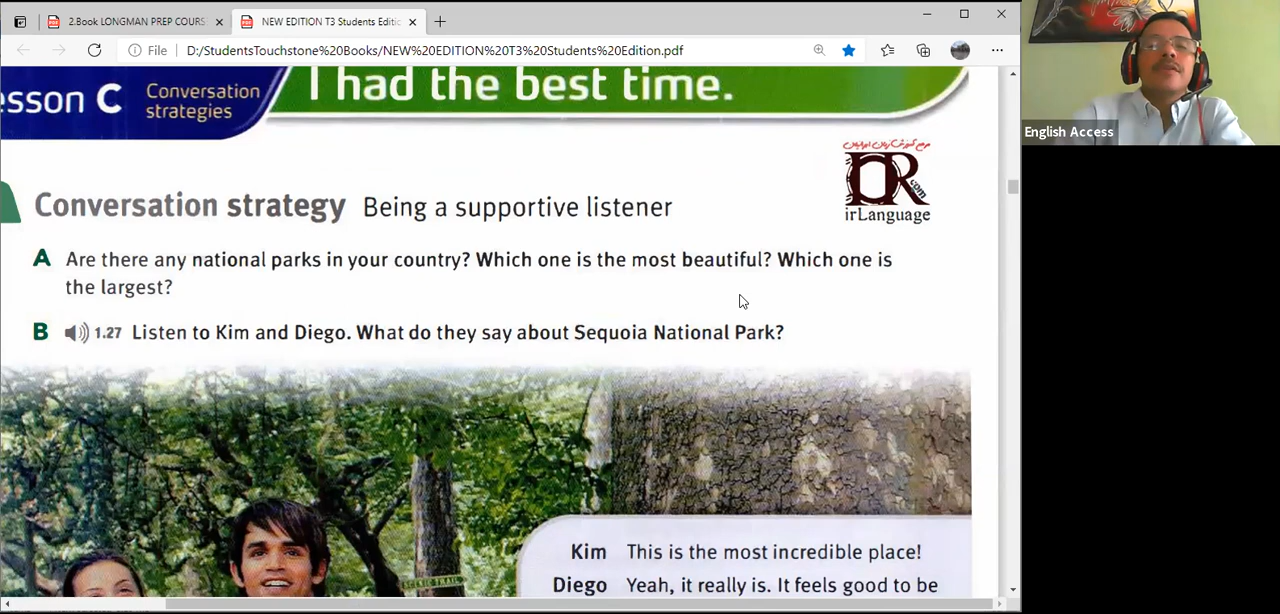 2.Book LONGMAN PREP COURS
NEW EDITION T3 Students Editio
File
D:/StudentsTouchstone%20Books/NEW%20EDITION%20T3%20Students%20Edition.pdf
English Access
esson C
Conversation
strategies
I had the best time.
.com
irLanguage
Conversation strategy Being a supportive listener
A Are there any national parks in your country? Which one is the most beautiful? Which one is
the largest?
B 1.27 Listen to Kim and Diego. What do they say about Sequoia National Park?
SCENIC TRAIL
Kim This is the most incredible place!
Diego Yeah, it really is. It feels good to be